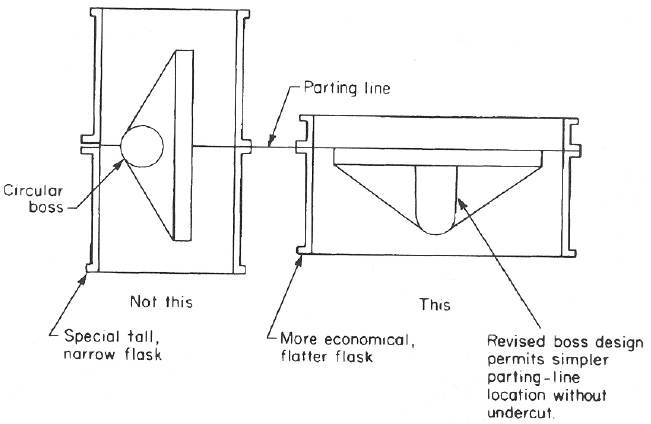 Parting line
Circular
boss
Not this
This
Special tall,
narrow flask
More economical,
flatter flask
Revised boss design
permits simpler
parting-line
location without
undercut.